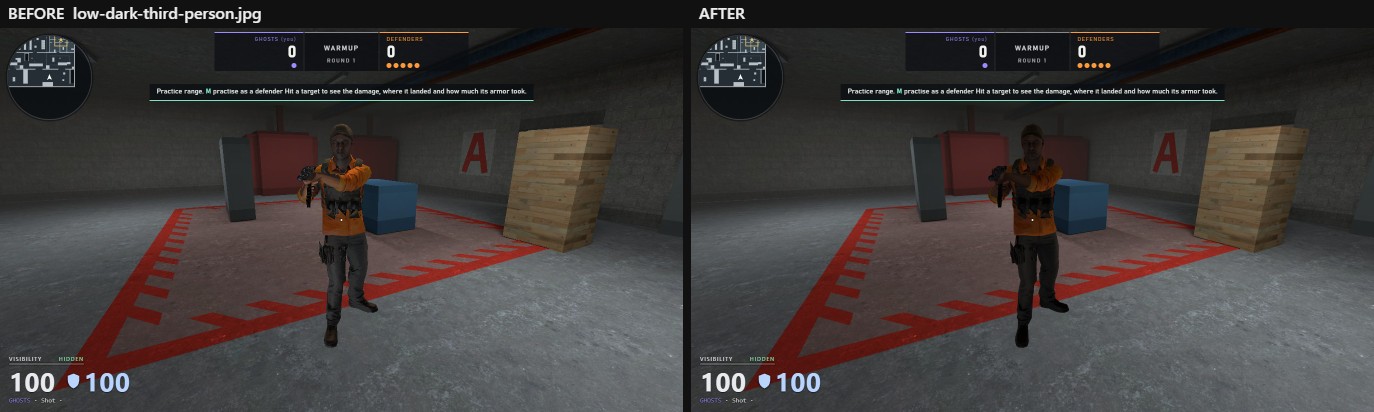 BEFORE low-dark-third-person.jpg
GHOSTS (you)
0
WARMUP
ROUND 1
DEFENDERS
0
Practice range. M practise as a defender Hit a target to see the damage, where it landed and how much its armor took.
A
VISIBILITY HIDDEN
100 100
GHOSTS - Shot -
AFTER
GHOSTS (you)
0
WARMUP
ROUND 1
DEFENDERS
0
Practice range. M practise as a defender Hit a target to see the damage, where it landed and how much its armor took.
A
VISIBILITY HIDDEN
100 100
GHOSTS - Shot -